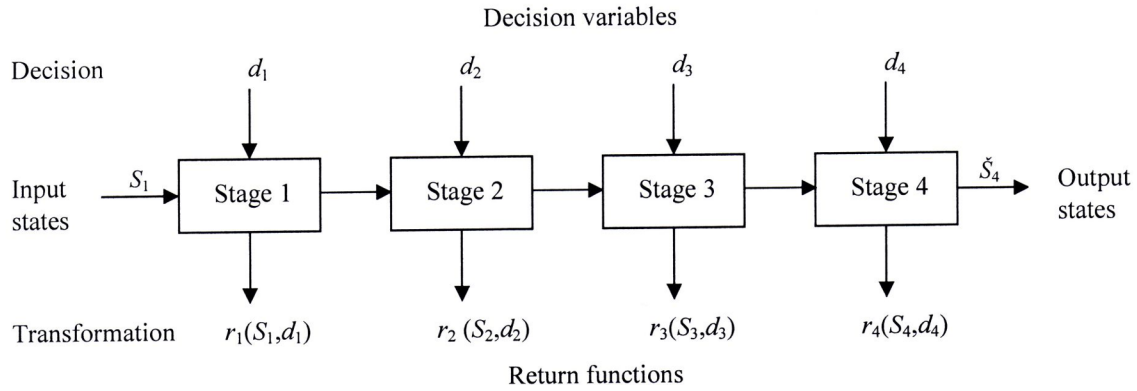 Decision variables
Decision d₁ d₂ d₃ d₄
Input states S₁ Stage 1 Stage 2 Stage 3 Stage 4 Š₄ Output states
Transformation r₁(S₁,d₁) r₂ (S₂,d₂) r₃(S₃,d₃) r₄(S₄,d₄)
Return functions